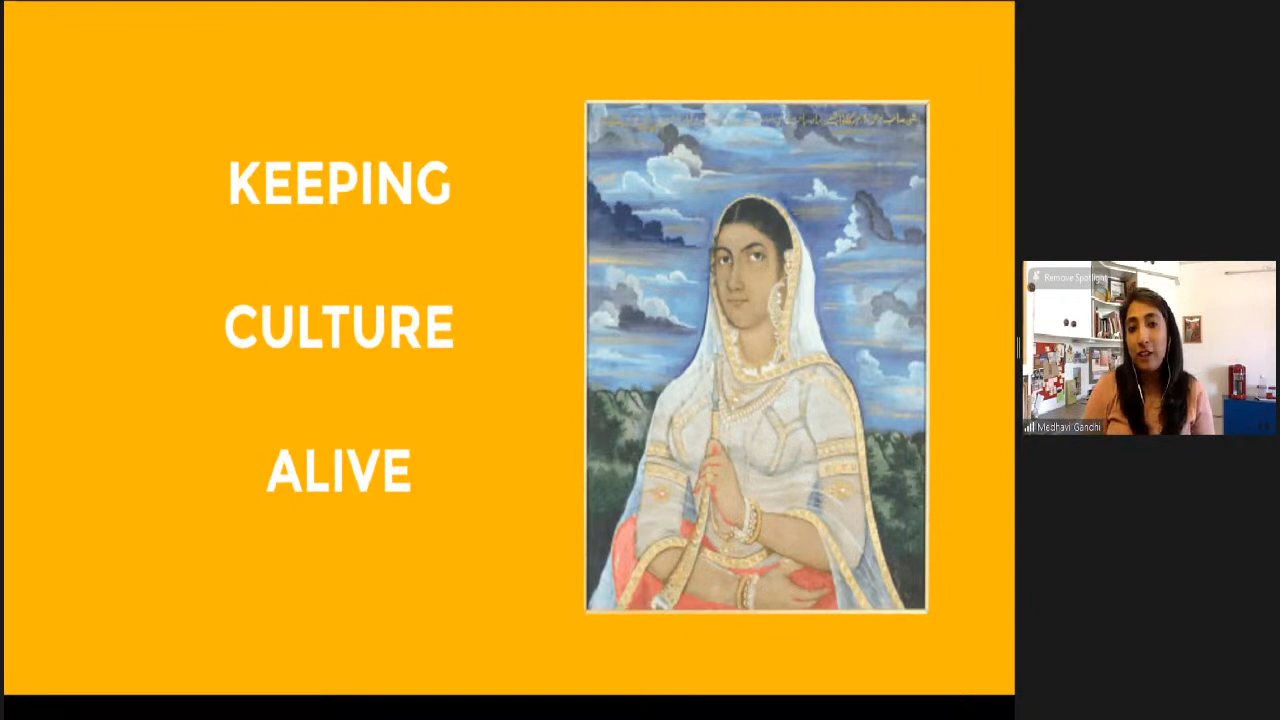 KEEPING
CULTURE
ALIVE
Remove Spotlight
Medhavi Gandhi